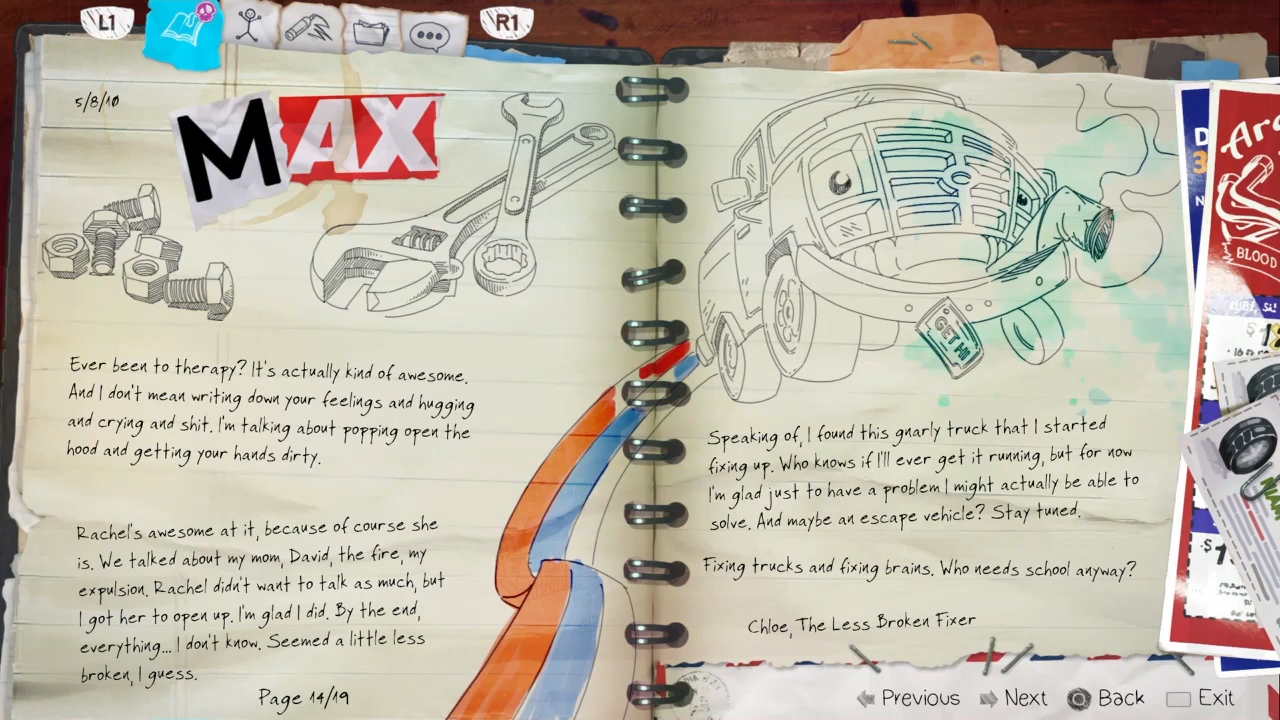 L1
R1
5/8/10
MAX
Ever been to therapy? It's actually kind of awesome.
And I don't mean writing down your feelings and hugging
and crying and shit. I'm talking about popping open the
hood and getting your hands dirty.
Rachel's awesome at it, because of course she
is. We talked about my mom, David, the fire, my
expulsion. Rachel didn't want to talk as much, but
I got her to open up. I'm glad I did. By the end,
everything... I don't know. Seemed a little less
broken, I guess.
Page 14/19
GET H
Speaking of, I found this gnarly truck that I started
fixing up. Who knows if I'll ever get it running, but for now
I'm glad just to have a problem I might actually be able to
solve. And maybe an escape vehicle? Stay tuned.
Fixing trucks and fixing brains. Who needs school anyway?
Chloe, The Less Broken Fixer
D
3
N
Arc
BLOOD
$
Previous
Next
Back
Exit